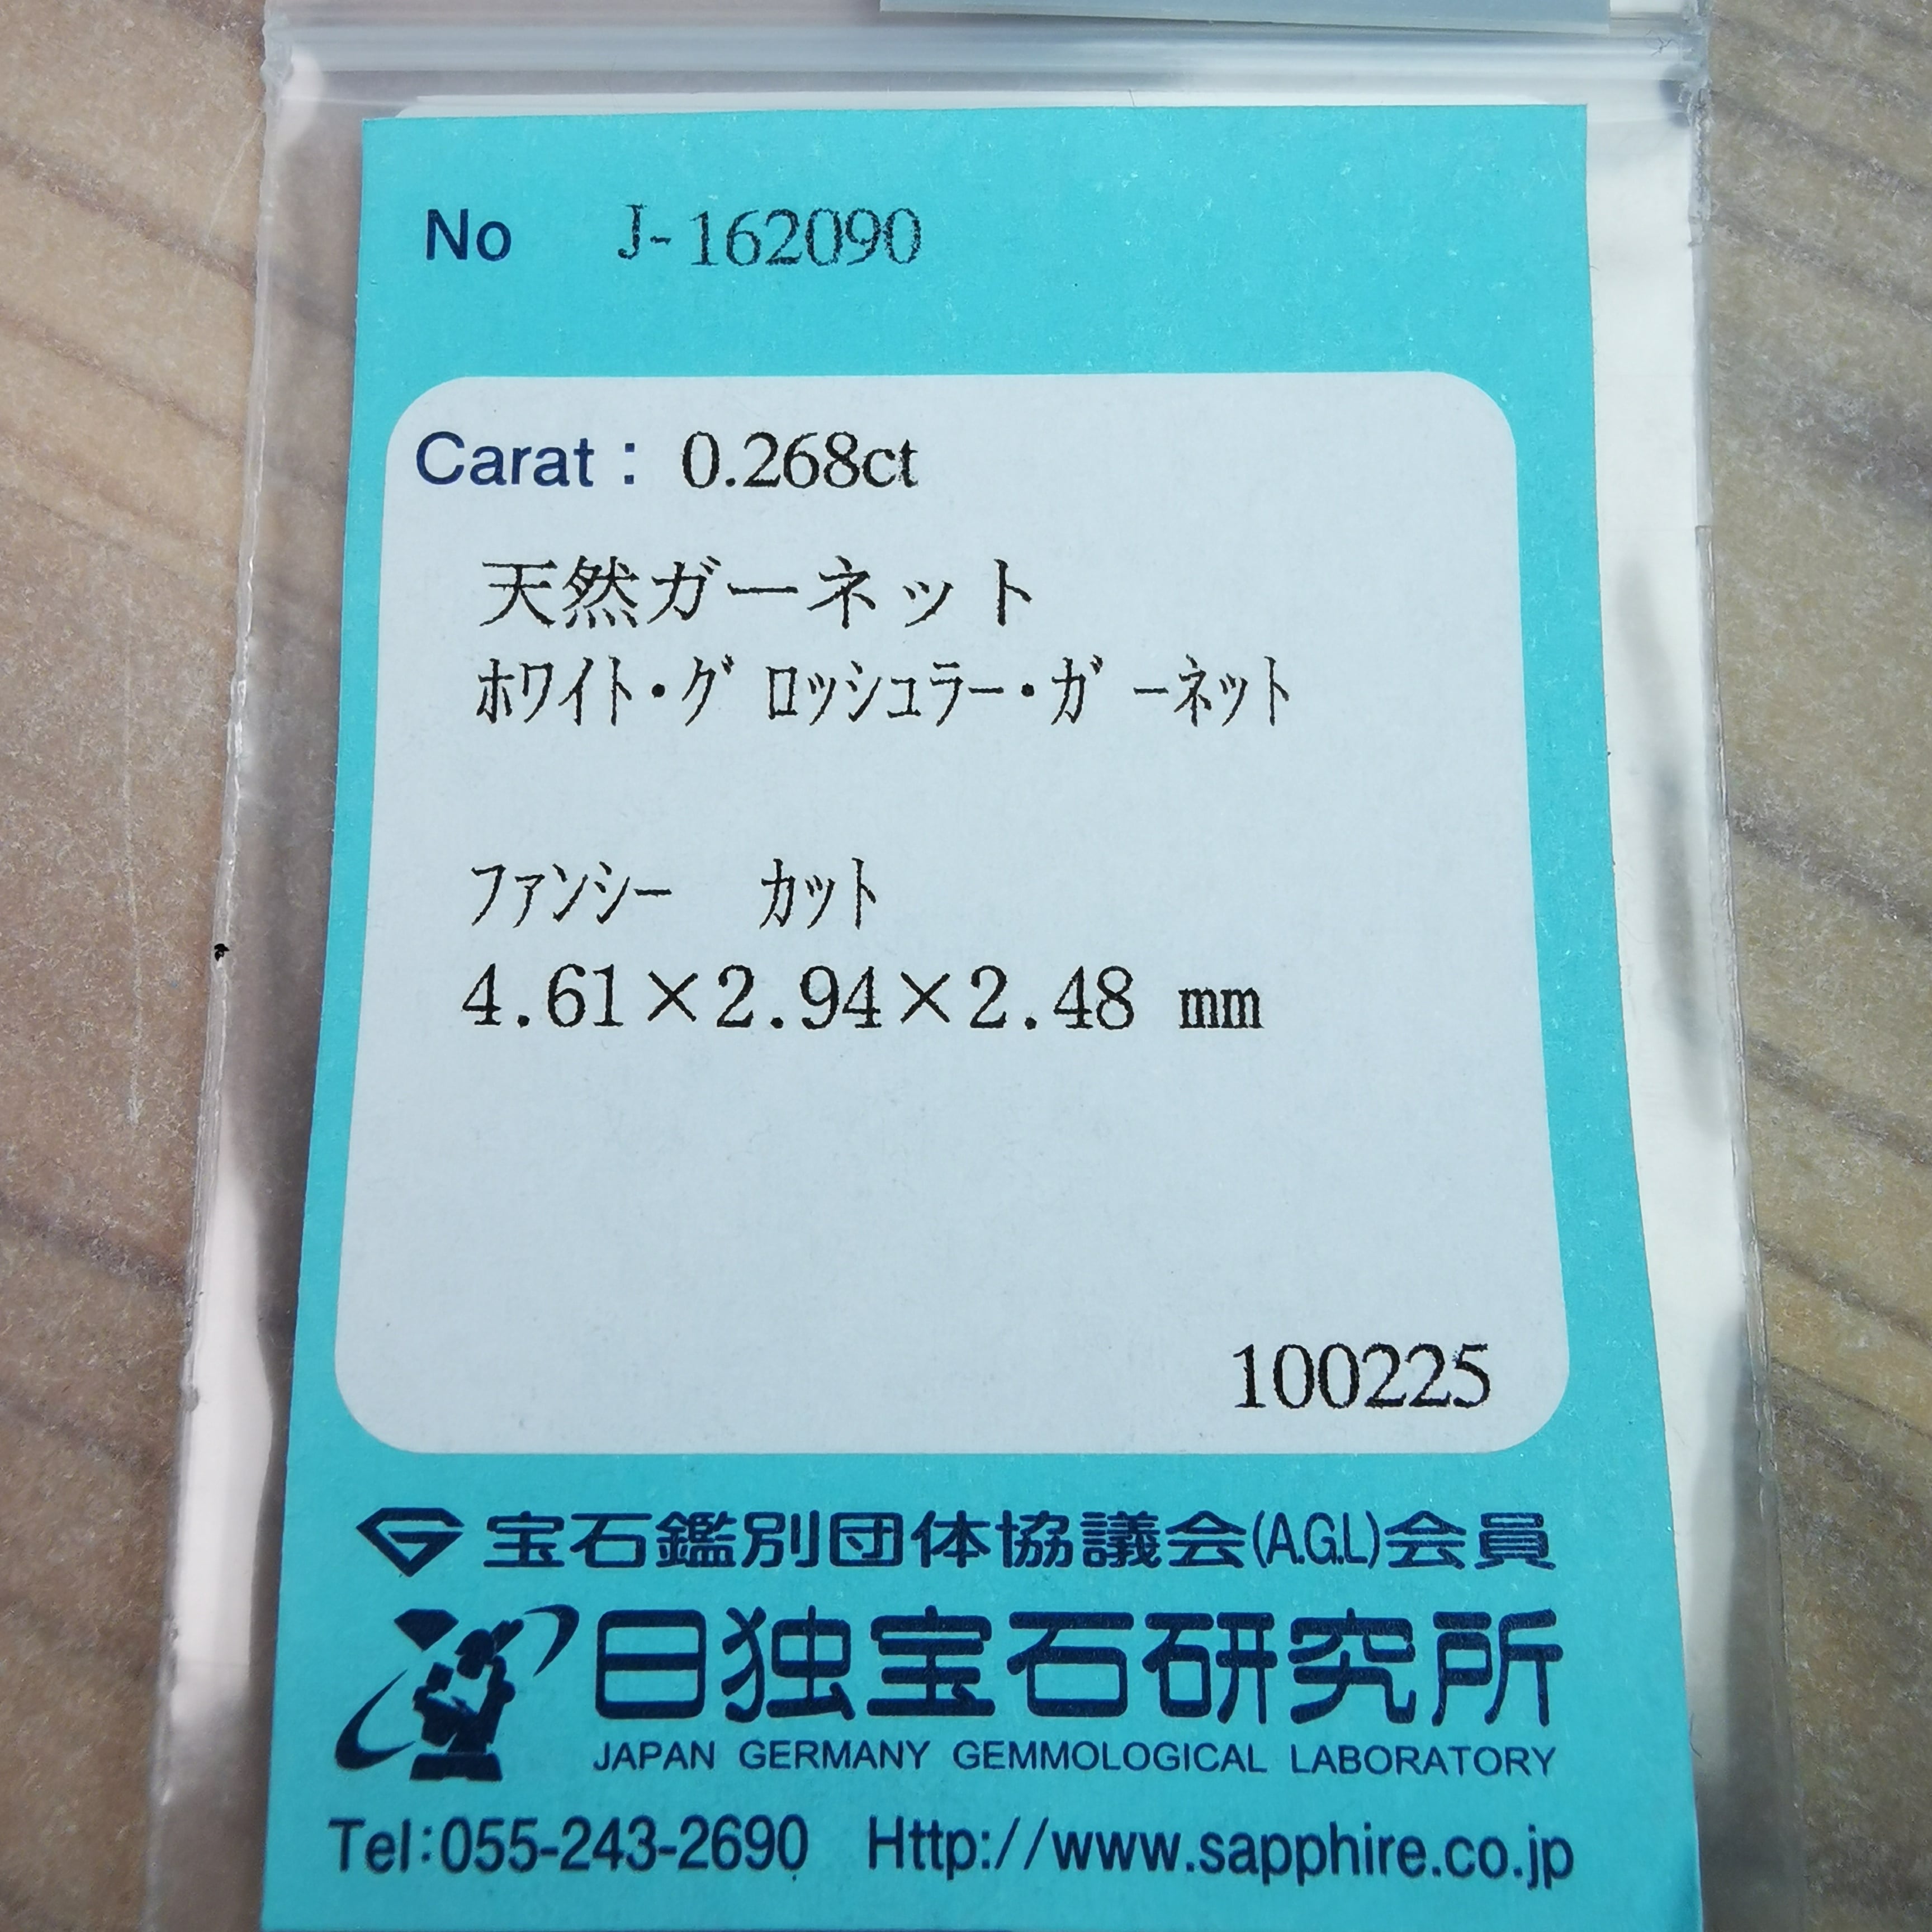 No J-162090
Carat : 0.268ct
天然ガーネット
ﾎﾜｲﾄ･ｸﾞﾛｯｼｭﾗｰ･ｶﾞｰﾈｯﾄ
ﾌｧﾝｼｰ ｶｯﾄ
4.61×2.94×2.48 mm
100225
宝石鑑別団体協議会(A.G.L)会員
日独宝石研究所
JAPAN GERMANY GEMMOLOGICAL LABORATORY
Tel:055-243-2690 Http://www.sapphire.co.jp